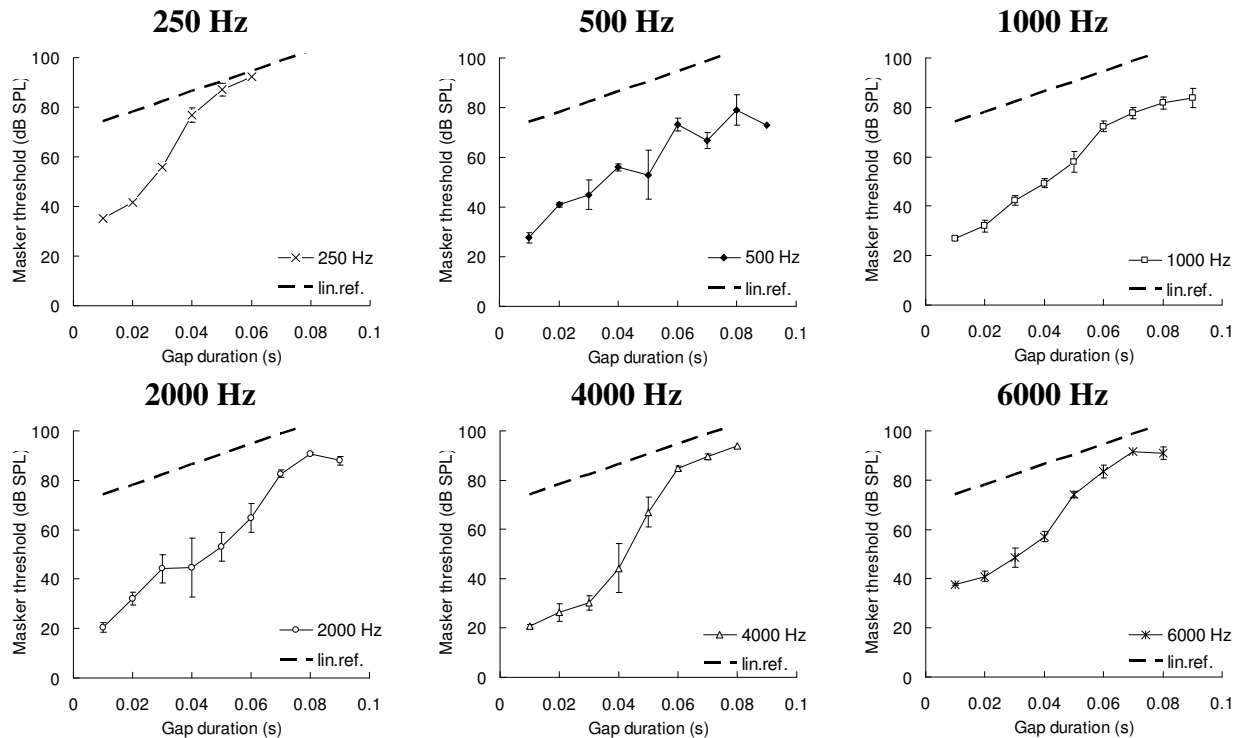 250 Hz
500 Hz
1000 Hz
Masker threshold (dB SPL)
100
80
60
40
20
0
0 0.02 0.04 0.06 0.08 0.1
Gap duration (s)
250 Hz
lin.ref.
Masker threshold (dB SPL)
100
80
60
40
20
0
0 0.02 0.04 0.06 0.08 0.1
Gap duration (s)
500 Hz
lin.ref.
Masker threshold (dB SPL)
100
80
60
40
20
0
0 0.02 0.04 0.06 0.08 0.1
Gap duration (s)
1000 Hz
lin.ref.
2000 Hz
4000 Hz
6000 Hz
Masker threshold (dB SPL)
100
80
60
40
20
0
0 0.02 0.04 0.06 0.08 0.1
Gap duration (s)
2000 Hz
lin.ref.
Masker threshold (dB SPL)
100
80
60
40
20
0
0 0.02 0.04 0.06 0.08 0.1
Gap duration (s)
4000 Hz
lin.ref.
Masker threshold (dB SPL)
100
80
60
40
20
0
0 0.02 0.04 0.06 0.08 0.1
Gap duration (s)
6000 Hz
lin.ref.